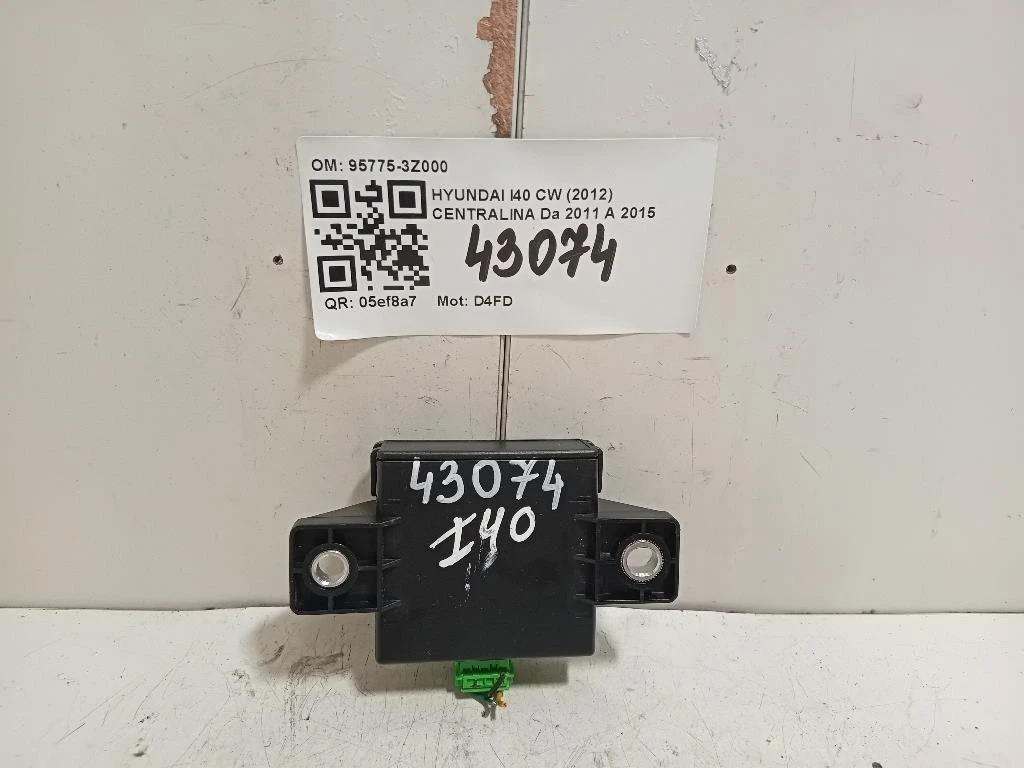 OM: 95775-3Z000
HYUNDAI I40 CW (2012)
CENTRALINA Da 2011 A 2015
43074
QR: 05ef8a7 Mot: D4FD
43074
I40